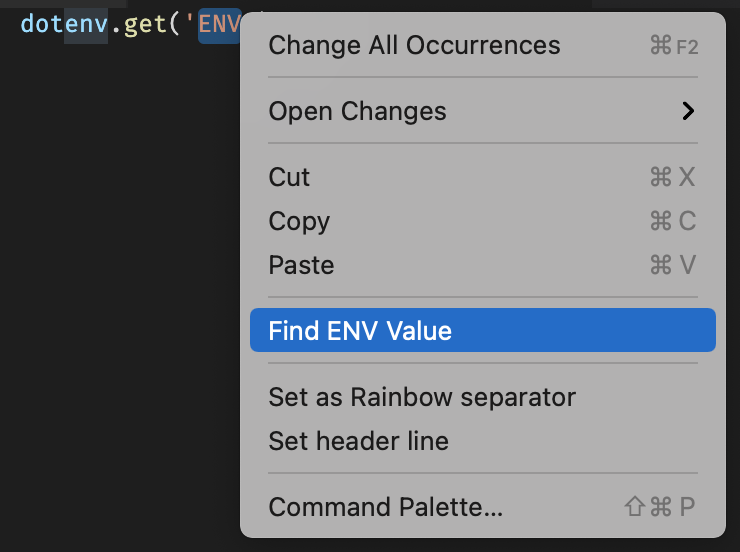 dotenv.get('ENV
Change All Occurrences ⌘F2
Open Changes
Cut ⌘ X
Copy ⌘ C
Paste ⌘ V
Find ENV Value
Set as Rainbow separator
Set header line
Command Palette... ⇧⌘ P